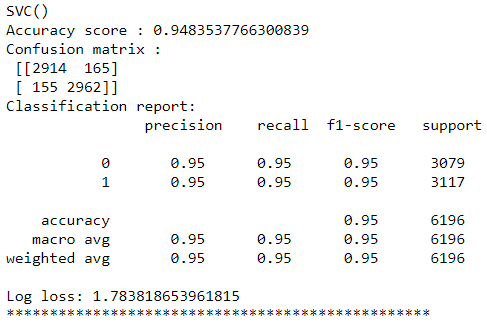 SVC()
Accuracy score : 0.9483537766300839
Confusion matrix :
[[2914  165]
[ 155 2962]]
Classification report:
precision    recall  f1-score   support
0       0.95      0.95      0.95      3079
1       0.95      0.95      0.95      3117
accuracy                           0.95      6196
macro avg       0.95      0.95      0.95      6196
weighted avg       0.95      0.95      0.95      6196
Log loss: 1.783818653961815
*************************************************